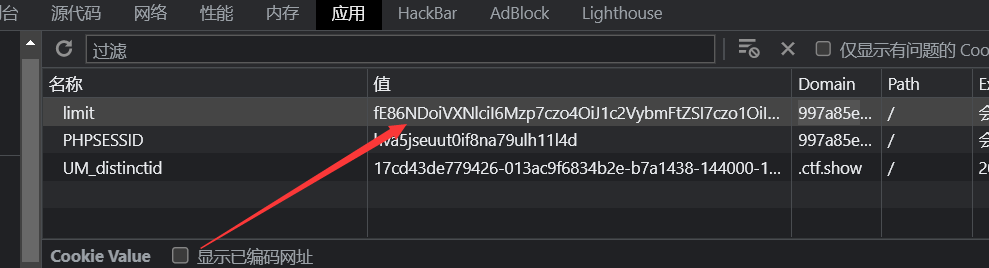 台 源代码 网络 性能 内存 应用 HackBar AdBlock Lighthouse
过滤 仅显示有问题的 Coo
名称 值 Domain Path
limit fE86NDoiVXNlciI6Mzp7czo4OiJ1c2VybmFtZSI7czo1OiI... 997a85e... / 会
PHPSESSID hva5jseuut0if8na79ulh11l4d 997a85e... / 会
UM_distinctid 17cd43de779426-013ac9f6834b2e-b7a1438-144000-1... .ctf.show / 20
Cookie Value 显示已编码网址